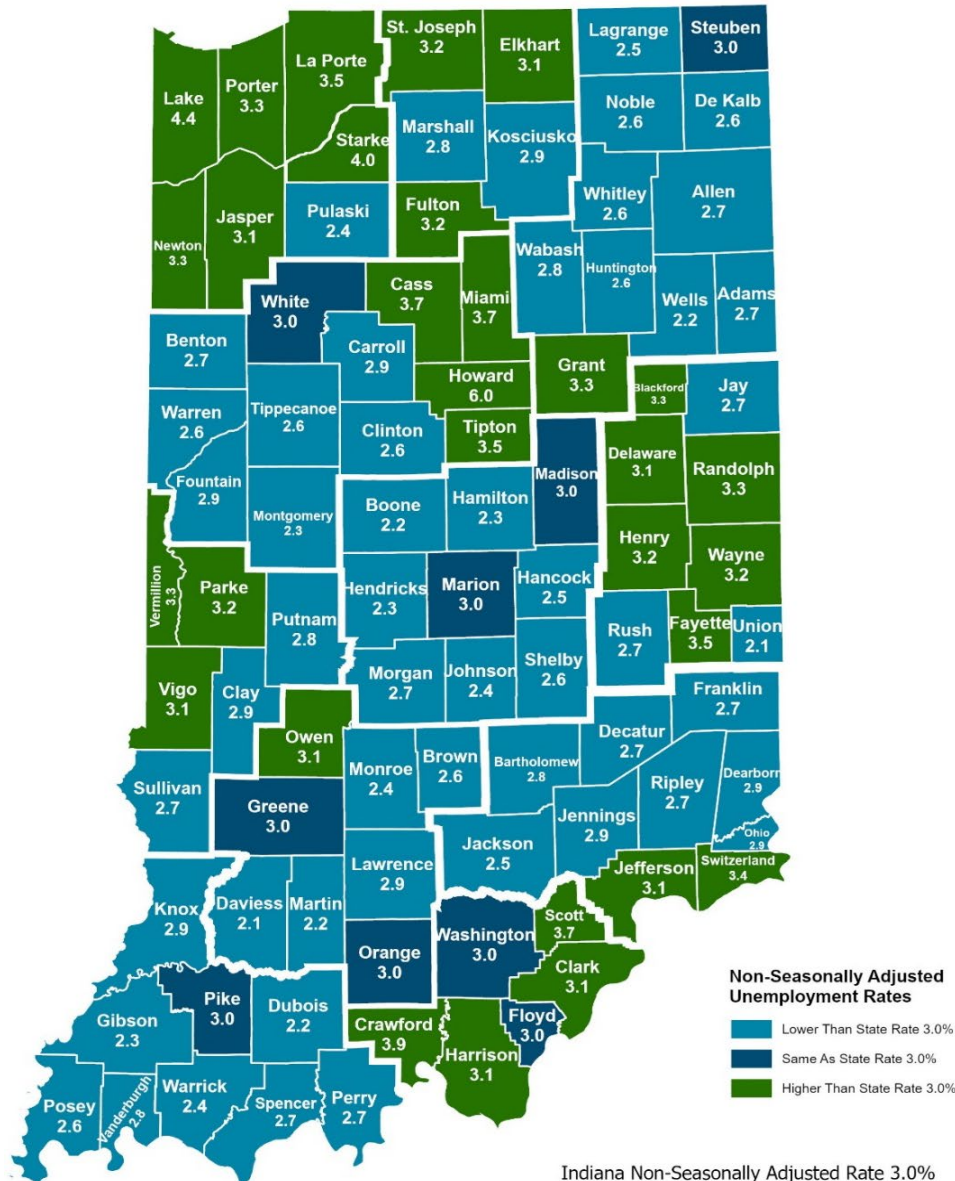 St. Joseph
3.2
Elkhart
3.1
Lagrange
2.5
Steuben
3.0
La Porte
3.5
Porter
3.3
Lake
4.4
Noble
2.6
De Kalb
2.6
Marshall
2.8
Kosciusko
2.9
Starke
4.0
Whitley
2.6
Allen
2.7
Fulton
3.2
Pulaski
2.4
Jasper
3.1
Newton
3.3
Wabash
2.8
Huntington
2.6
Wells
2.2
Adams
2.7
White
3.0
Cass
3.7
Miami
3.7
Benton
2.7
Carroll
2.9
Grant
3.3
Howard
6.0
Blackford
3.3
Jay
2.7
Warren
2.6
Tippecanoe
2.6
Clinton
2.6
Tipton
3.5
Delaware
3.1
Randolph
3.3
Madison
3.0
Fountain
2.9
Montgomery
2.3
Boone
2.2
Hamilton
2.3
Henry
3.2
Wayne
3.2
Vermillion
3.3
Parke
3.2
Hendricks
2.3
Marion
3.0
Hancock
2.5
Putnam
2.8
Rush
2.7
Fayette
3.5
Union
2.1
Vigo
3.1
Clay
2.9
Morgan
2.7
Johnson
2.4
Shelby
2.6
Franklin
2.7
Owen
3.1
Decatur
2.7
Monroe
2.4
Brown
2.6
Bartholomew
2.8
Ripley
2.7
Dearborn
2.9
Sullivan
2.7
Greene
3.0
Jennings
2.9
Ohio
2.9
Jackson
2.5
Lawrence
2.9
Jefferson
3.1
Switzerland
3.4
Knox
2.9
Daviess
2.1
Martin
2.2
Scott
3.7
Washington
3.0
Orange
3.0
Clark
3.1
Pike
3.0
Dubois
2.2
Floyd
3.0
Gibson
2.3
Crawford
3.9
Harrison
3.1
Posey
2.6
Vanderburgh
2.8
Warrick
2.4
Spencer
2.7
Perry
2.7
Non-Seasonally Adjusted
Unemployment Rates
Lower Than State Rate 3.0%
Same As State Rate 3.0%
Higher Than State Rate 3.0%
Indiana Non-Seasonally Adjusted Rate 3.0%